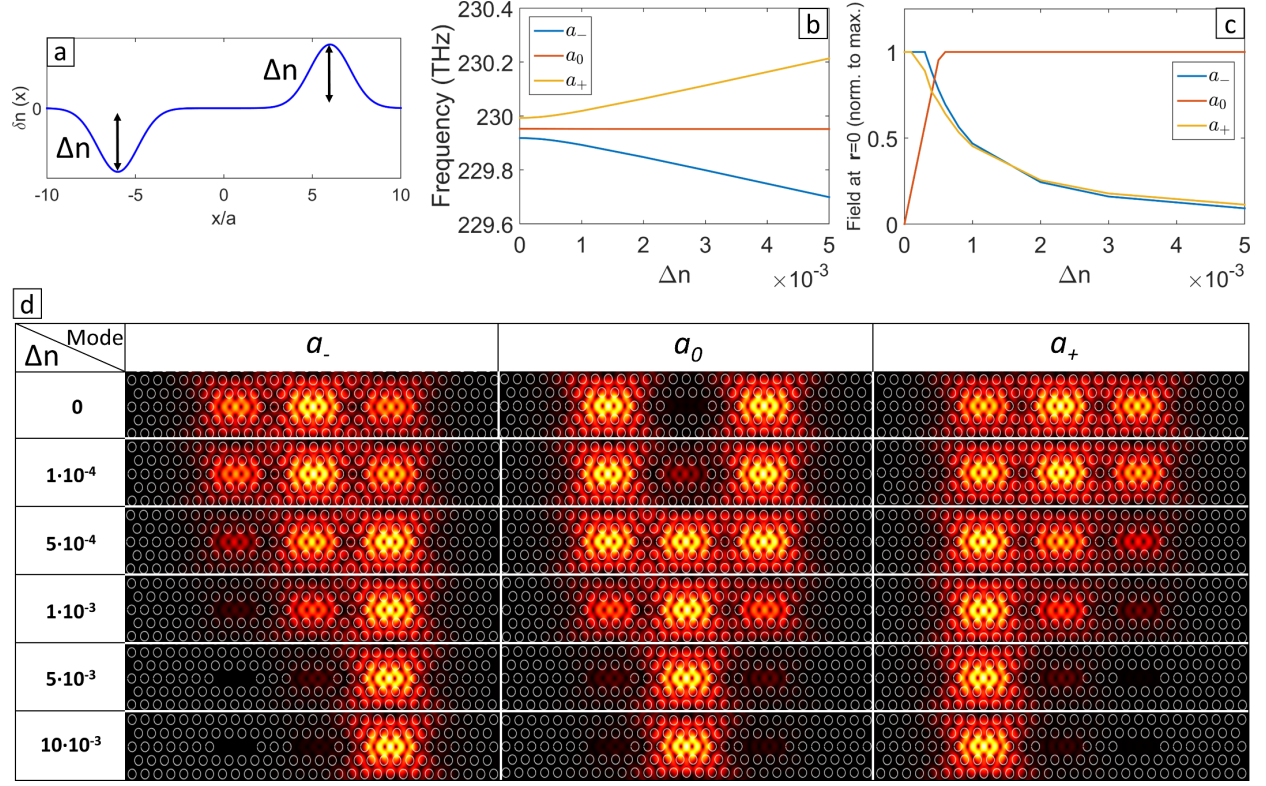 a
Δn
Δn
δn (x)
0
-10 -5 0 5 10
x/a
b
230.4
230.2
230
229.8
229.6
Frequency (THz)
a₋
a₀
a₊
0 1 2 3 4 5
Δn ×10⁻³
c
Field at r=0 (norm. to max.)
1
0.5
0
a₋
a₀
a₊
0 1 2 3 4 5
Δn ×10⁻³
d
Mode
Δn
a₋ a₀ a₊
0
1·10⁻⁴
5·10⁻⁴
1·10⁻³
5·10⁻³
10·10⁻³